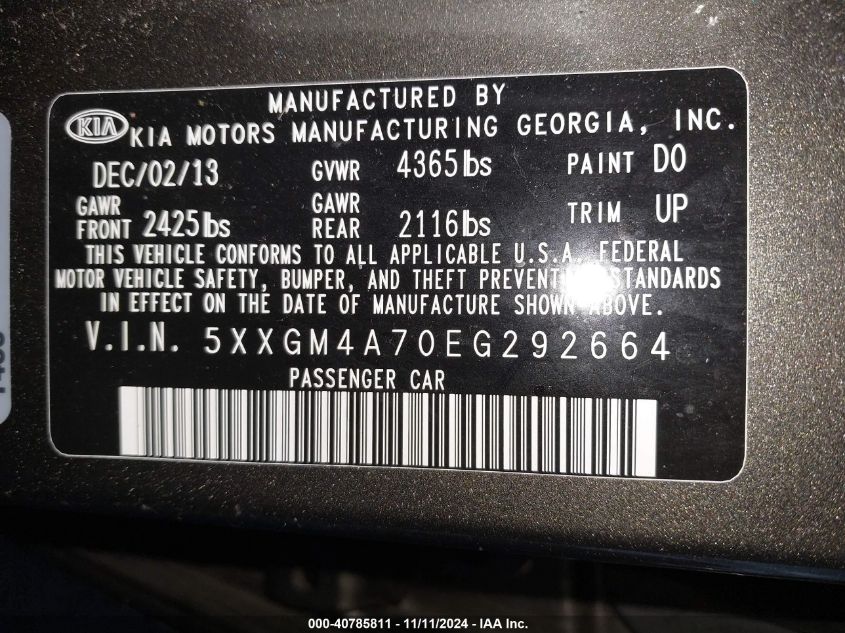 MANUFACTURED BY
KIA KIA MOTORS MANUFACTURING GEORGIA, INC.
DEC/02/13 GVWR 4365lbs PAINT DO
GAWR FRONT 2425lbs GAWR REAR 2116lbs TRIM UP
THIS VEHICLE CONFORMS TO ALL APPLICABLE U.S.A. FEDERAL
MOTOR VEHICLE SAFETY, BUMPER, AND THEFT PREVENTION STANDARDS
IN EFFECT ON THE DATE OF MANUFACTURE SHOWN ABOVE.
V.I.N. 5XXGM4A70EG292664
PASSENGER CAR
000-40785811 - 11/11/2024 - IAA Inc.